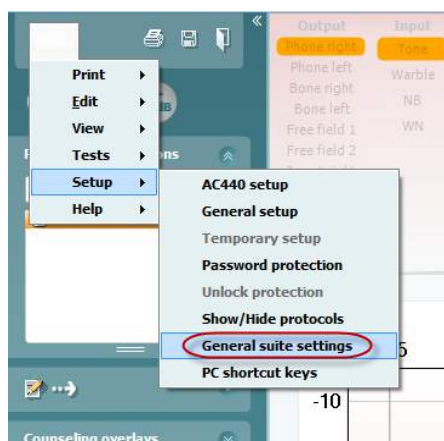 Output Input
Phone right Tone
Phone left Warble
Bone right NB
Bone left WN
Free field 1
Free field 2
Print
Edit
View
Tests
Setup
Help
dB
ns
AC440 setup
General setup
Temporary setup
Password protection
Unlock protection
Show/Hide protocols
General suite settings
PC shortcut keys
5
-10
Counseling overlays